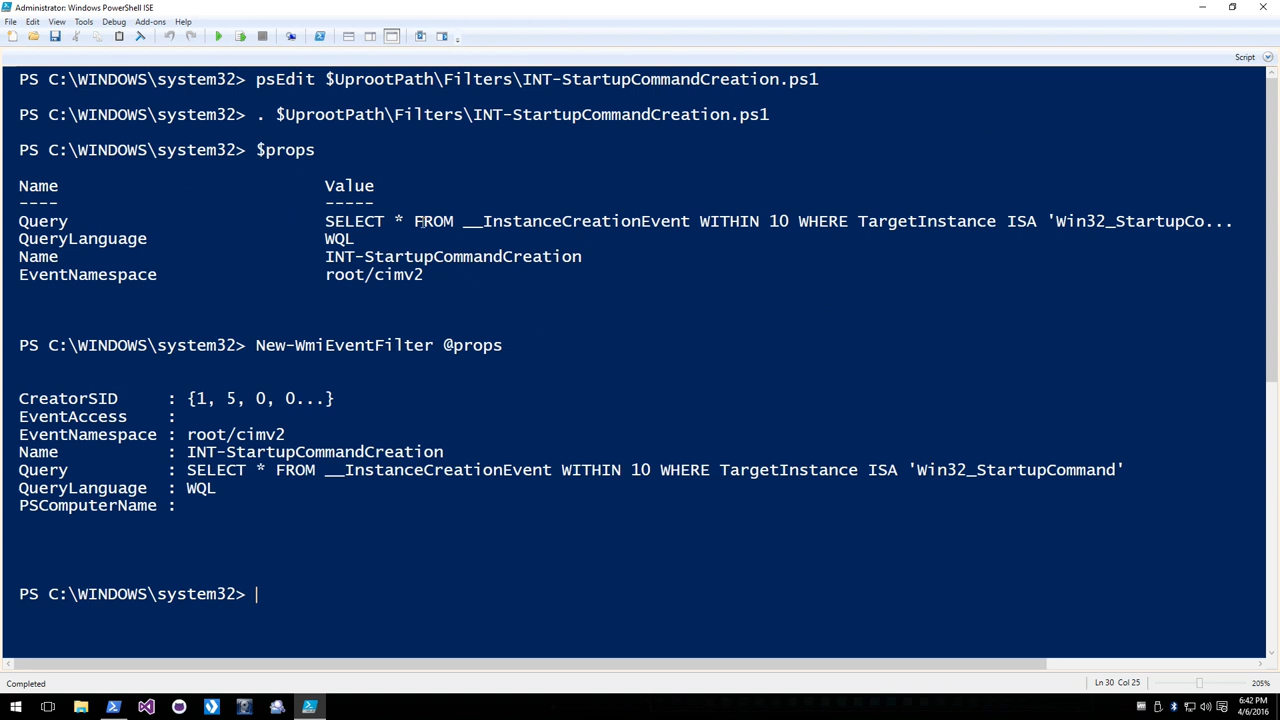 Administrator: Windows PowerShell ISE
File Edit View Tools Debug Add-ons Help
Script
PS C:\WINDOWS\system32> psEdit $UprootPath\Filters\INT-StartupCommandCreation.ps1
PS C:\WINDOWS\system32> . $UprootPath\Filters\INT-StartupCommandCreation.ps1
PS C:\WINDOWS\system32> $props
Name Value
---- -----
Query SELECT * FROM __InstanceCreationEvent WITHIN 10 WHERE TargetInstance ISA 'Win32_StartupCo...
QueryLanguage WQL
Name INT-StartupCommandCreation
EventNamespace root/cimv2
PS C:\WINDOWS\system32> New-WmiEventFilter @props
CreatorSID : {1, 5, 0, 0...}
EventAccess :
EventNamespace : root/cimv2
Name : INT-StartupCommandCreation
Query : SELECT * FROM __InstanceCreationEvent WITHIN 10 WHERE TargetInstance ISA 'Win32_StartupCommand'
QueryLanguage : WQL
PSComputerName :
PS C:\WINDOWS\system32>
Completed
Ln 30 Col 25
205%
6:42 PM
4/6/2016